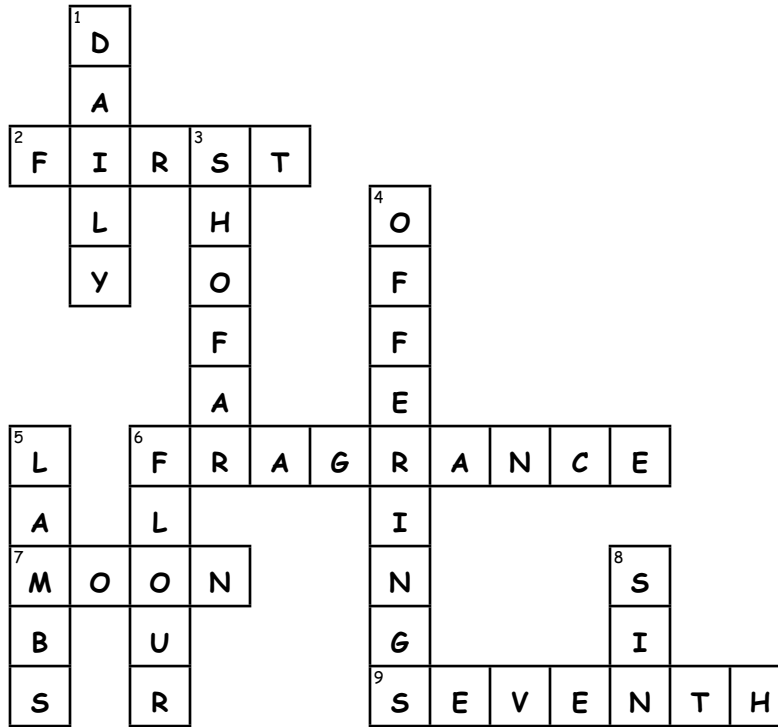 1
D
A
2 3
F I R S T
4
L H O
Y O F
F F
A E
5 6
L F R A G R A N C E
A L I
7 8
M O O N N S
B U G I
9
S R S E V E N T H